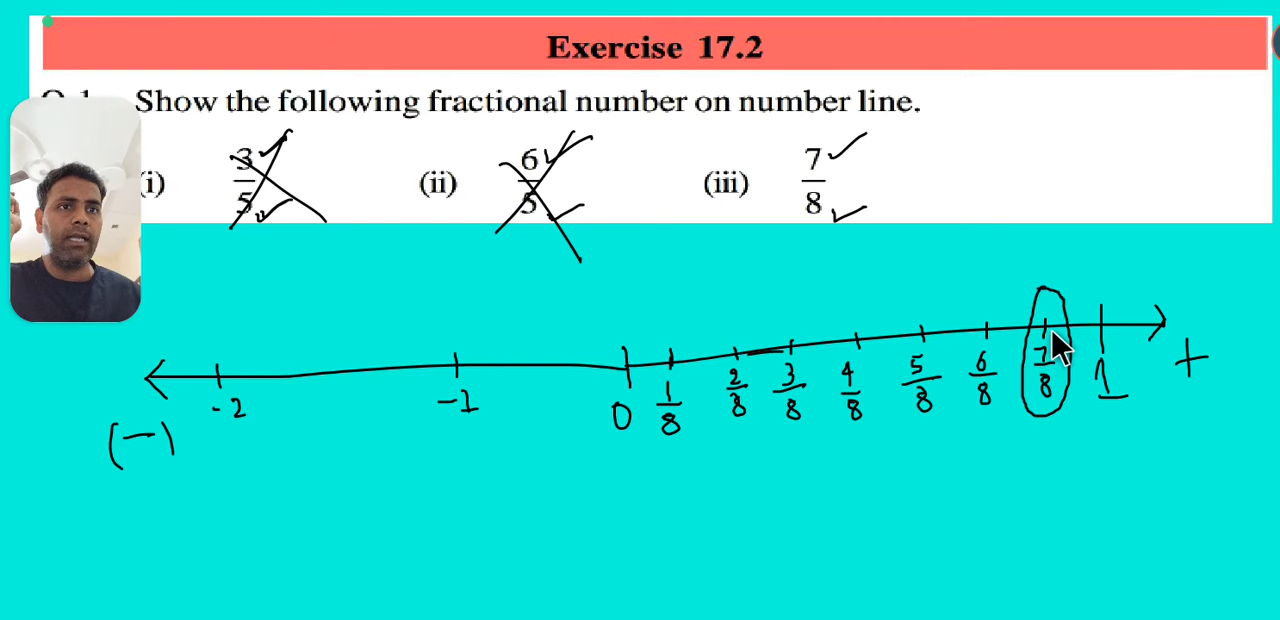 Exercise 17.2
Show the following fractional number on number line.
(i) 3/5 (ii) 6/5 (iii) 7/8
-2 -1 0 1/8 2/8 3/8 4/8 5/8 6/8 7/8 1 +
(-)